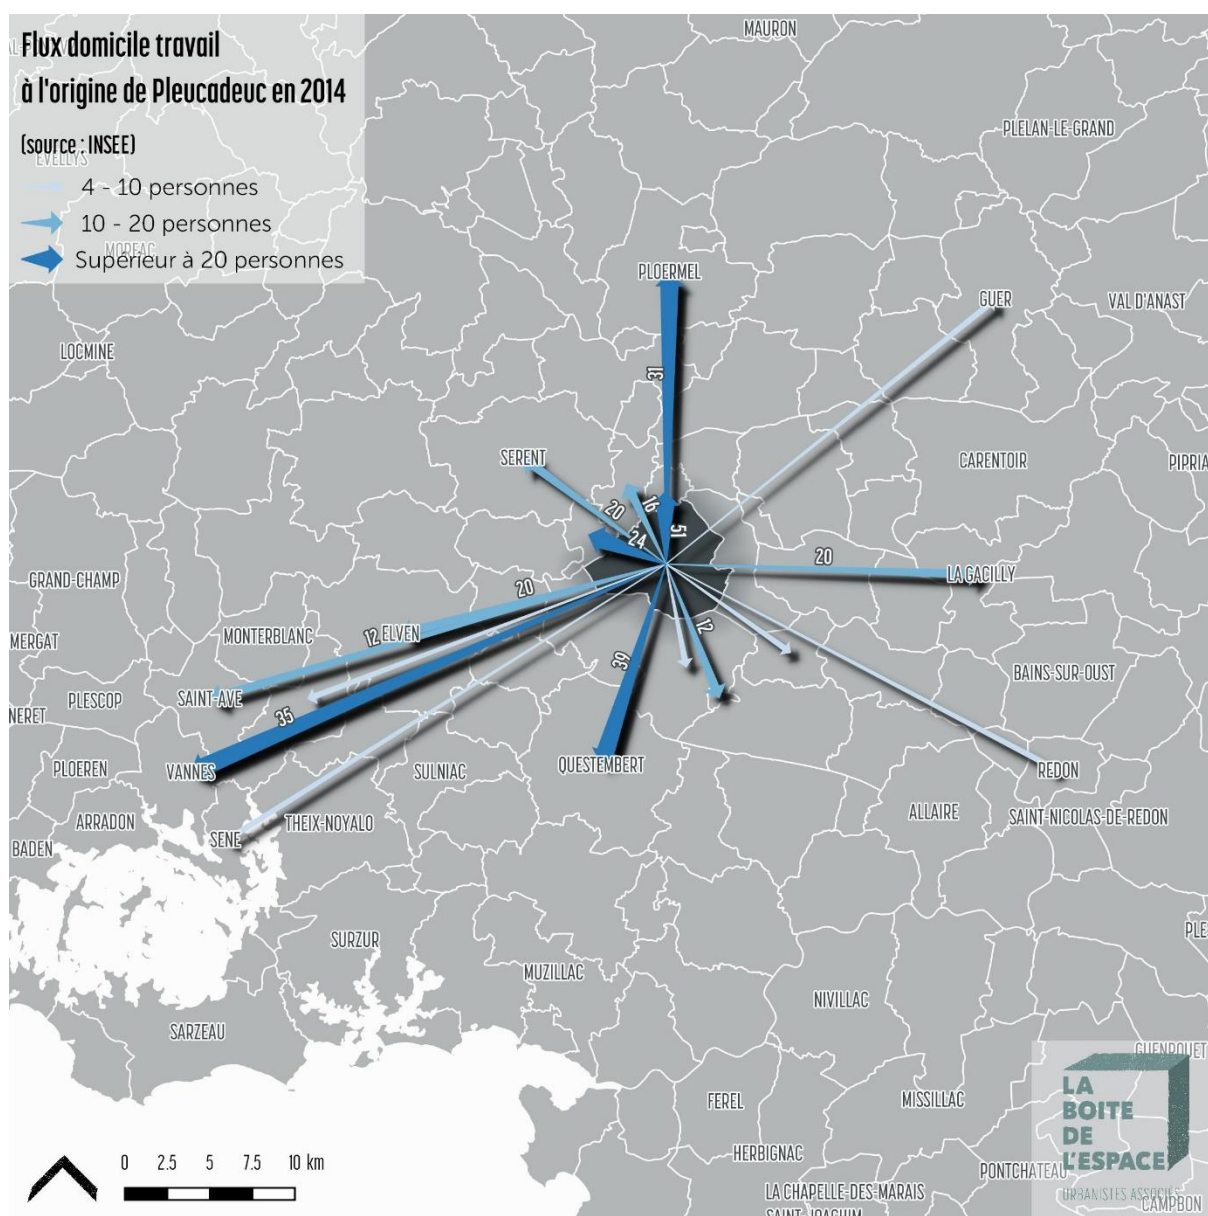 Flux domicile travail
à l'origine de Pleucadeuc en 2014
(source : INSEE)
EVELLYS
4 - 10 personnes
10 - 20 personnes
MOREAC
Supérieur à 20 personnes
MAURON
PLELAN-LE-GRAND
PLOERMEL
GUER
VAL D'ANAST
LOCMINE
31
SERENT
CARENTOIR
PIPRIA
20
16
51
24
20
LA GACILLY
GRAND-CHAMP
20
MERGAT
MONTERBLANC
12
ELVEN
12
39
BAINS-SUR-OUST
PLESCOP
SAINT-AVE
NERET
35
PLOEREN
VANNES
SULNIAC
QUESTEMBERT
REDON
ARRADON
THEIX-NOYALO
ALLAIRE
SAINT-NICOLAS-DE-REDON
BADEN
SENE
SURZUR
PLE
MUZILLAC
NIVILLAC
SARZEAU
GUENROUET
FEREL
MISSILLAC
LA
BOITE
DE
L'ESPACE
URBANISTES ASSOCIÉS
HERBIGNAC
PONTCHATEAU
0 2.5 5 7.5 10 km
LA CHAPELLE-DES-MARAIS
CAMPBON
SAINT-JOACHIM